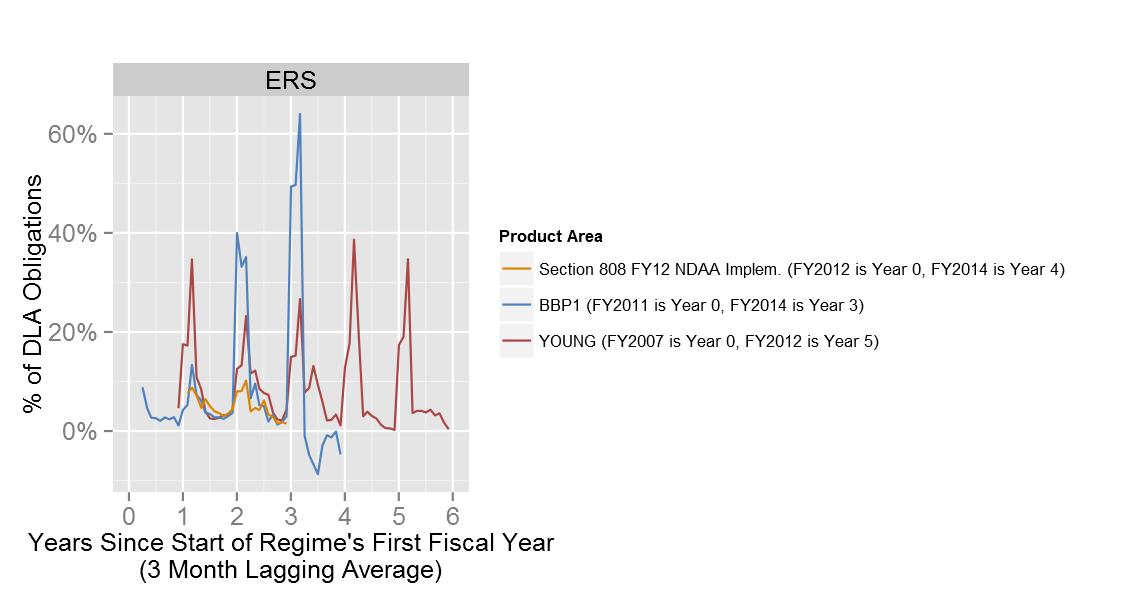 ERS
60%
40%
20%
0%
% of DLA Obligations
0 1 2 3 4 5 6
Years Since Start of Regime's First Fiscal Year
(3 Month Lagging Average)
Product Area
Section 808 FY12 NDAA Implem. (FY2012 is Year 0, FY2014 is Year 4)
BBP1 (FY2011 is Year 0, FY2014 is Year 3)
YOUNG (FY2007 is Year 0, FY2012 is Year 5)